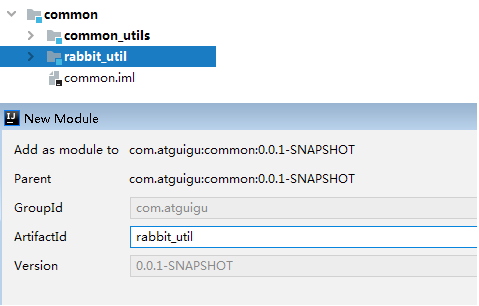 common
common_utils
rabbit_util
common.iml
New Module
Add as module to com.atguigu:common:0.0.1-SNAPSHOT
Parent com.atguigu:common:0.0.1-SNAPSHOT
GroupId com.atguigu
ArtifactId rabbit_util
Version 0.0.1-SNAPSHOT